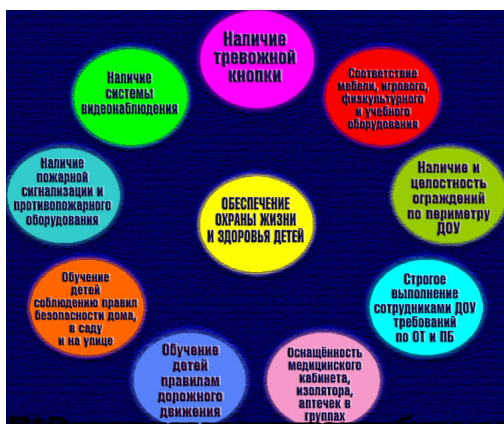 Наличие
тревожной
кнопки
Соответствие
мебели, игрового,
физкультурного
и учебного
оборудования
Наличие и
целостность
ограждений
по периметру
ДОУ
Строгое
выполнение
сотрудниками ДОУ
требований
по ОТ и ПБ
Оснащённость
медицинского
кабинета,
изолятора,
аптечек в
группах
Обучение
детей
правилам
дорожного
движения
Обучение
детей
соблюдению правил
безопасности дома,
в саду
и на улице
Наличие
пожарной
сигнализации и
противопожарного
оборудования
Наличие
системы
видеонаблюдения
ОБЕСПЕЧЕНИЕ
ОХРАНЫ ЖИЗНИ
И ЗДОРОВЬЯ ДЕТЕЙ